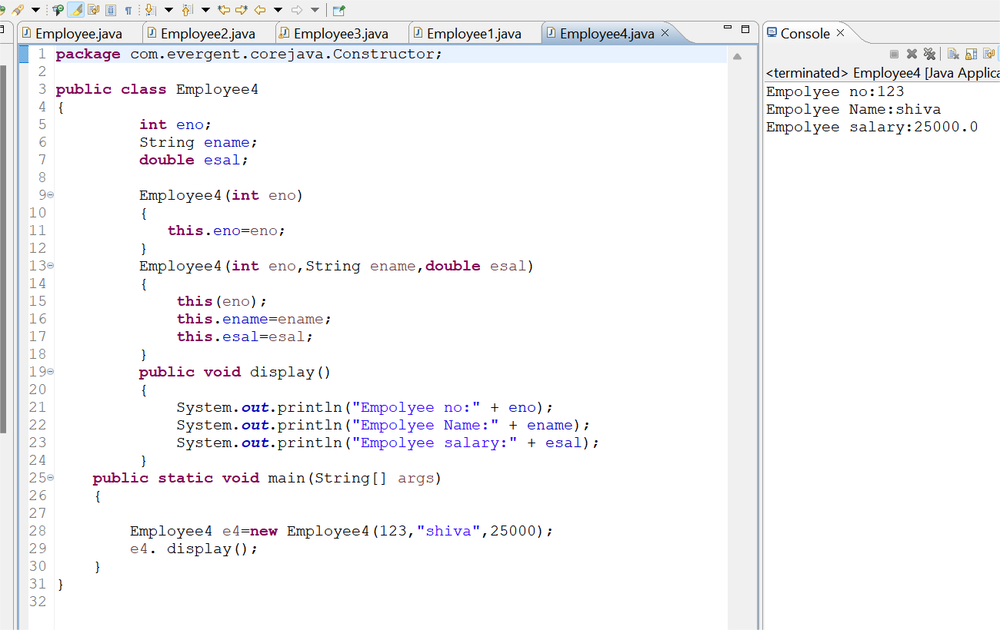 Employee.java Employee2.java Employee3.java Employee1.java Employee4.java
1 package com.evergent.corejava.Constructor;
2
3 public class Employee4
4 {
5 int eno;
6 String ename;
7 double esal;
8
9 Employee4(int eno)
10 {
11 this.eno=eno;
12 }
13 Employee4(int eno,String ename,double esal)
14 {
15 this(eno);
16 this.ename=ename;
17 this.esal=esal;
18 }
19 public void display()
20 {
21 System.out.println("Empolyee no:" + eno);
22 System.out.println("Empolyee Name:" + ename);
23 System.out.println("Empolyee salary:" + esal);
24 }
25 public static void main(String[] args)
26 {
27
28 Employee4 e4=new Employee4(123,"shiva",25000);
29 e4. display();
30 }
31 }
32
Console
<terminated> Employee4 [Java Applica
Empolyee no:123
Empolyee Name:shiva
Empolyee salary:25000.0